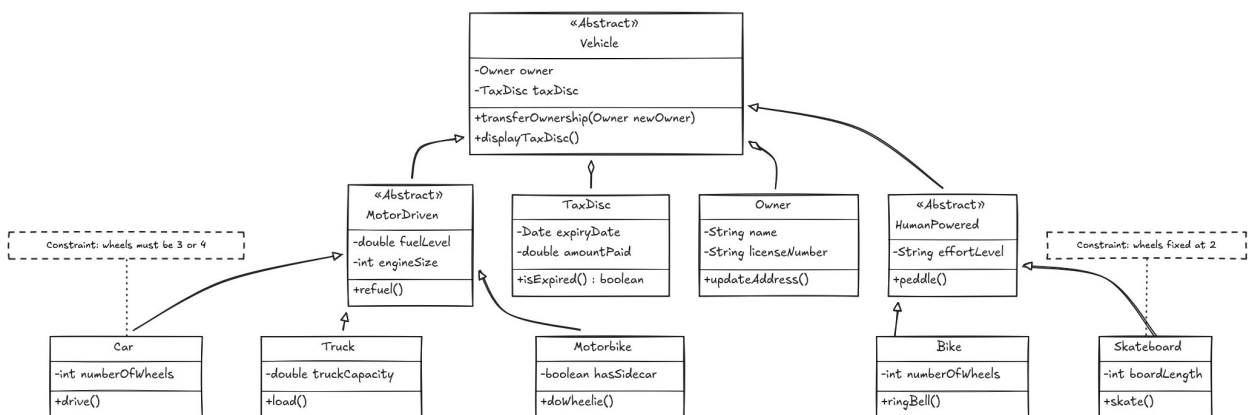 «Abstract»
Vehicle
-Owner owner
-TaxDisc taxDisc
+transferOwnership(Owner newOwner)
+displayTaxDisc()
«Abstract»
MotorDriven
-double fuelLevel
-int engineSize
+refuel()
TaxDisc
-Date expiryDate
-double amountPaid
+isExpired() : boolean
Owner
-String name
-String licenseNumber
+updateAddress()
«Abstract»
HumanPowered
-String effortLevel
+peddle()
Constraint: wheels must be 3 or 4
Constraint: wheels fixed at 2
Car
-int numberOfWheels
+drive()
Truck
-double truckCapacity
+load()
Motorbike
-boolean hasSidecar
+doWheelie()
Bike
-int numberOfWheels
+ringBell()
Skateboard
-int boardLength
+skate()